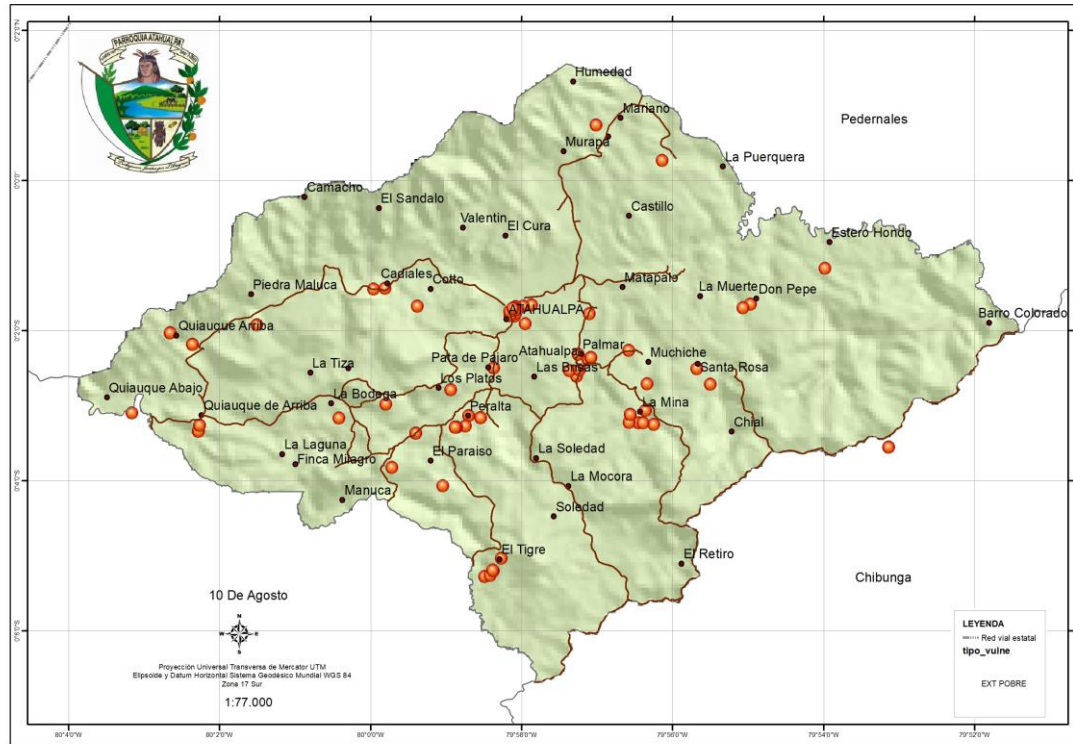 PARROQUIA ATAHUALPA
Humedad
Mariano
Murapa
Pedernales
La Puerquera
Camacho
El Sandalo
Castillo
Valentin
El Cura
Estero Hondo
Piedra Maluca
Cadiales
Cotto
Matapalo
La Muerte
Don Pepe
ATAHUALPA
Barro Colorado
Quiauque Arriba
Atahualpa
Palmar
Pata de Pajaro
Muchiche
La Tiza
Las Brisas
Santa Rosa
Quiauque Abajo
La Bodega
Los Platos
Quiauque de Arriba
Peralta
La Mina
Chial
La Laguna
Finca Milagro
El Paraiso
La Soledad
Manuca
La Mocora
Soledad
El Tigre
El Retiro
Chibunga
10 De Agosto
N
W E
S
Proyección Universal Transversa de Mercator UTM
Elipsoide y Datum Horizontal Sistema Geodésico Mundial WGS 84
Zone 17 Sur
1:77.000
LEYENDA
Red vial estatal
tipo_vulne
EXT POBRE
0°2'0"N
0°0'0"
0°2'0"S
0°4'0"S
0°6'0"S
80°4'0"W
80°2'0"W
80°0'0"W
79°58'0"W
79°56'0"W
79°54'0"W
79°52'0"W